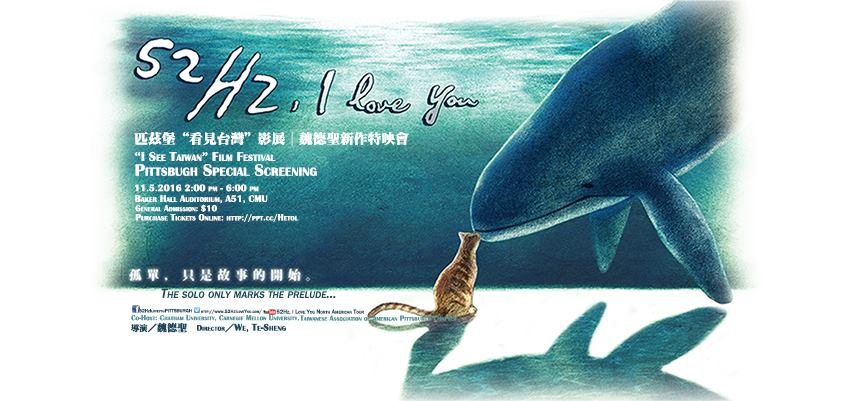 52Hz, I love You
匹茲堡“看見台灣”影展｜魏德聖新作特映會
“I See Taiwan” Film Festival
Pittsbugh Special Screening
11.5.2016 2:00 pm - 6:00 pm
Baker Hall Auditorium, A51, CMU
General Admission: $10
Purchase Tickets Online: http://ppt.cc/Hetol
孤單，只是故事的開始。
The solo only marks the prelude...
http://www.52HzIloveYou.com/ 52Hz, I Love You North American Tour
Co-Host: Chatham University, Carnegie Mellon University, Taiwanese Association of American Pittsburgh
導演／魏德聖 Director／We, Te-Sheng